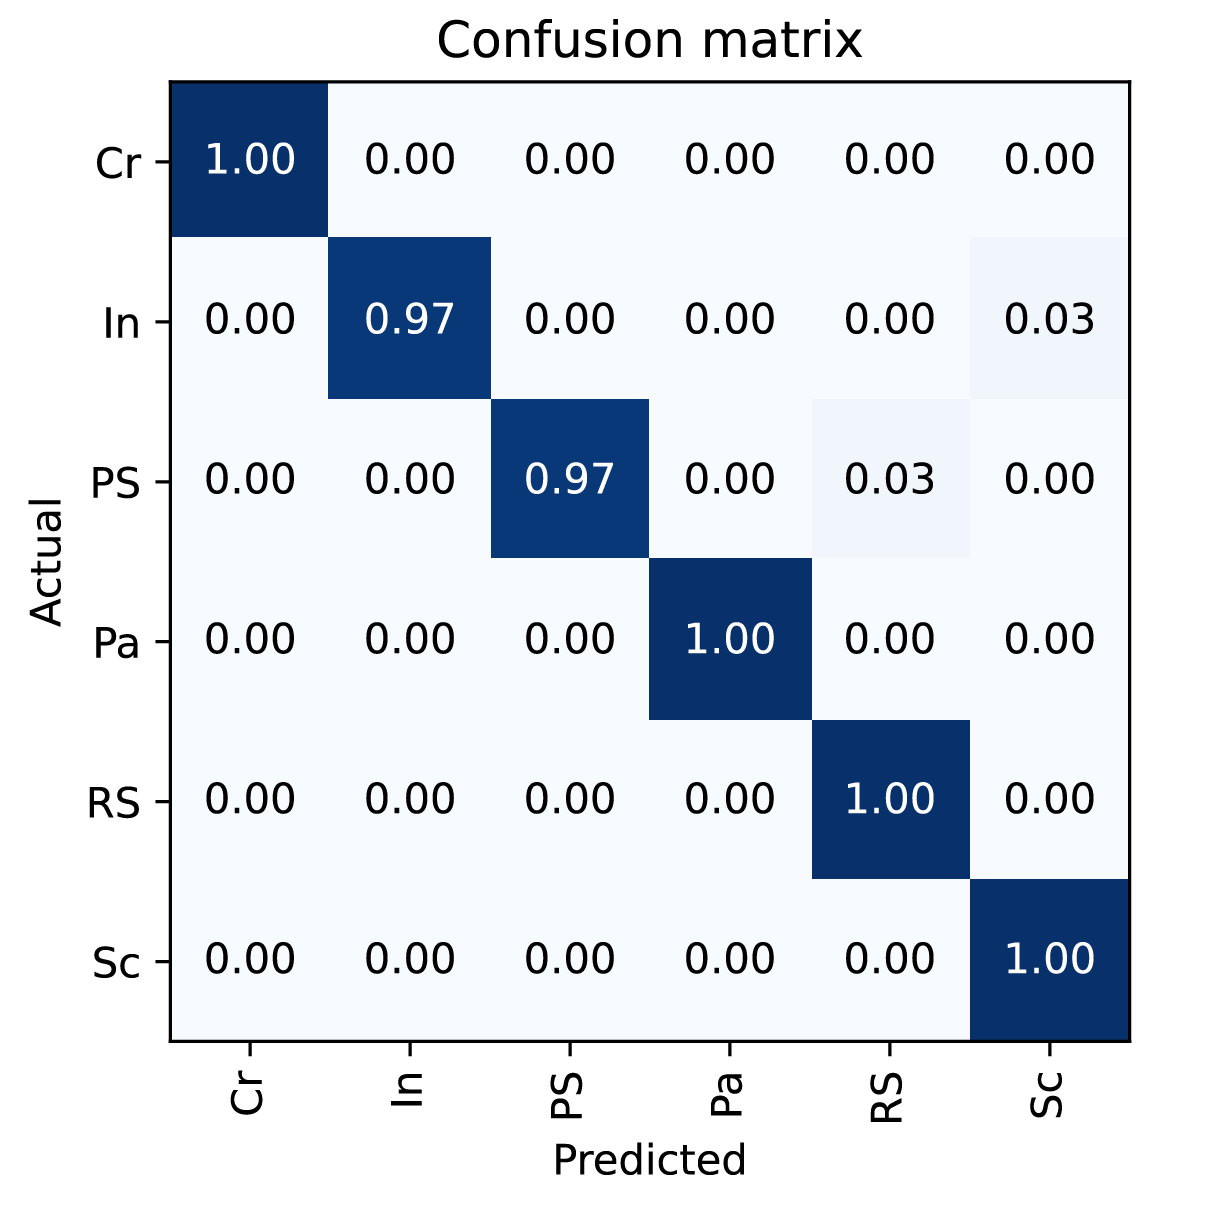 Confusion matrix
Cr 1.00 0.00 0.00 0.00 0.00 0.00
In 0.00 0.97 0.00 0.00 0.00 0.03
PS 0.00 0.00 0.97 0.00 0.03 0.00
Pa 0.00 0.00 0.00 1.00 0.00 0.00
RS 0.00 0.00 0.00 0.00 1.00 0.00
Sc 0.00 0.00 0.00 0.00 0.00 1.00
Actual
Cr In PS Pa RS Sc
Predicted